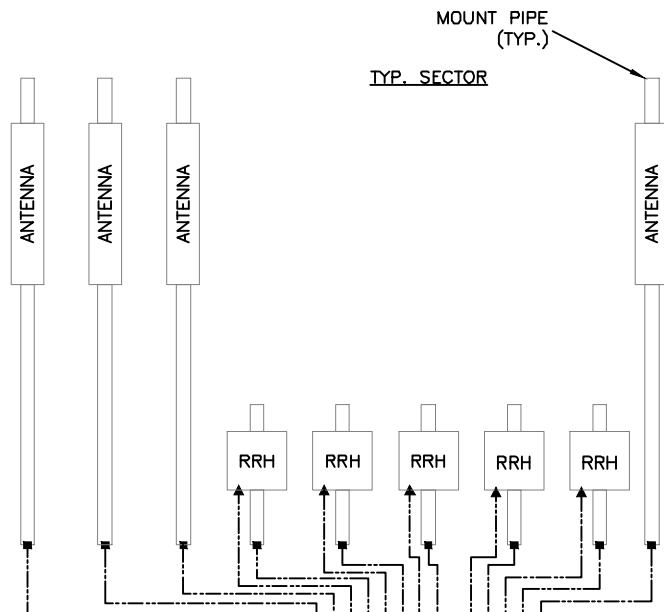 MOUNT PIPE
(TYP.)
TYP. SECTOR
ANTENNA
ANTENNA
ANTENNA
ANTENNA
RRH
RRH
RRH
RRH
RRH